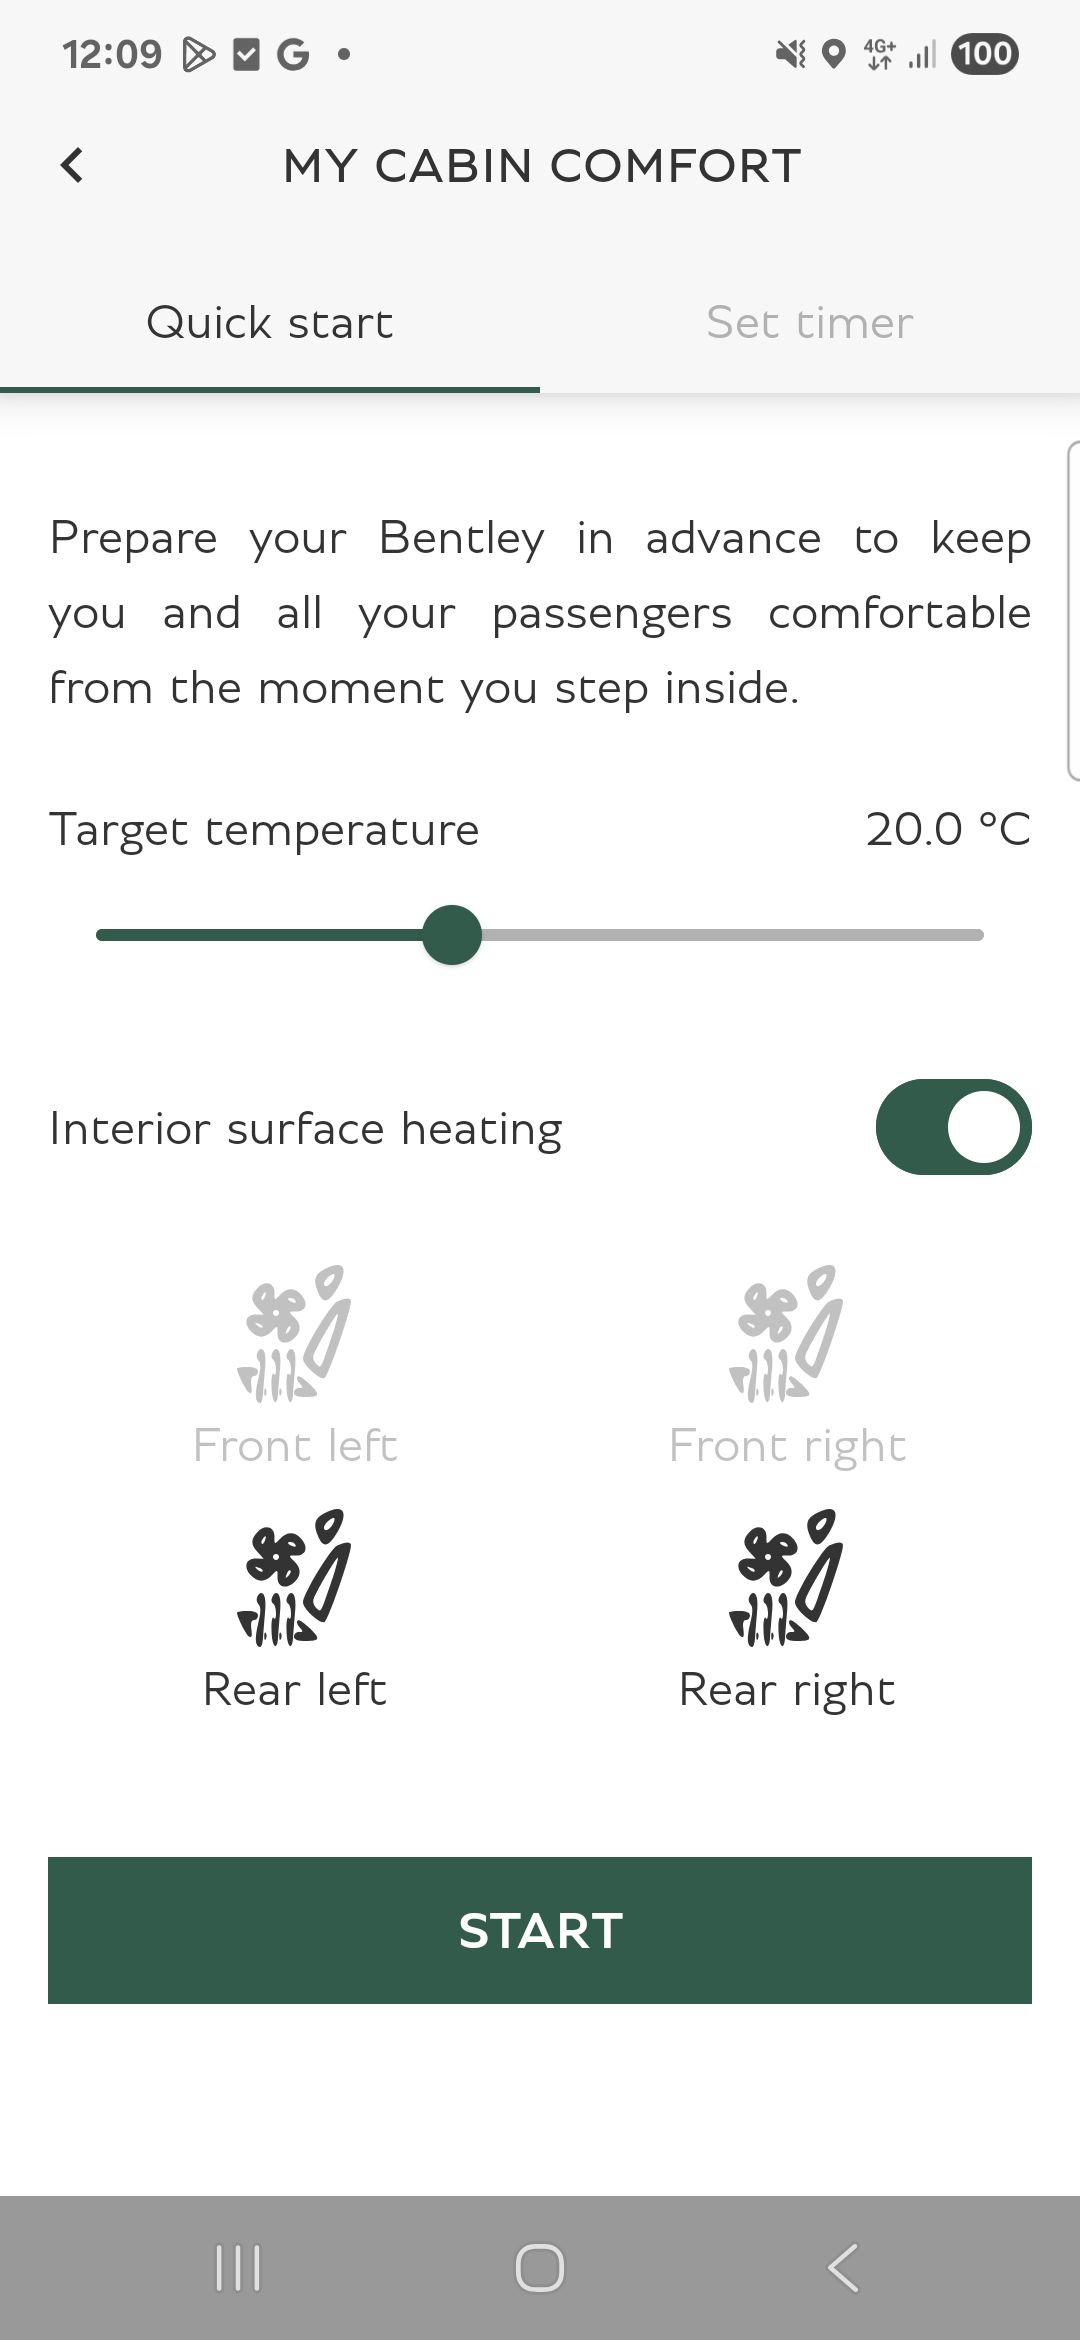 12:09
4G+
100
MY CABIN COMFORT
Quick start
Set timer
Prepare your Bentley in advance to keep
you and all your passengers comfortable
from the moment you step inside.
Target temperature
20.0 °C
Interior surface heating
Front left
Front right
Rear left
Rear right
START